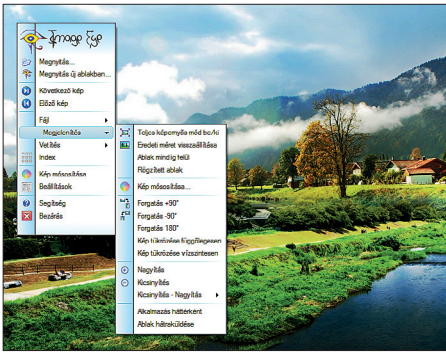 Image Eye
Megnyitás...
Megnyitás új ablakban...
Következő kép
Előző kép
Fájl
Megjelenítés
Vetítés
Index
Kép módosítása
Beállítások
Segítség
Bezárás
Teljes képernyős mód be/ki
Eredeti méret visszaállítása
Ablak mindig felül
Rögzített ablak
Kép módosítása...
Forgatás +90°
Forgatás -90°
Forgatás 180°
Kép tükrözése függőlegesen
Kép tükrözése vízszintesen
Nagyítás
Kicsinyítés
Kicsinyítés - Nagyítás
Alkalmazás háttérként
Ablak hátraküldése